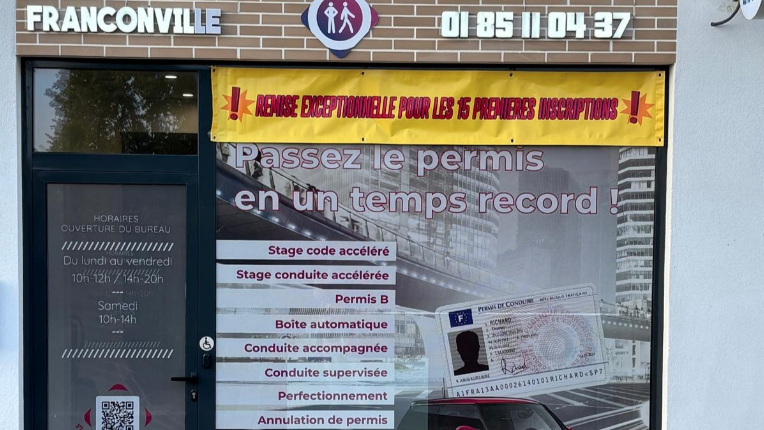 FRANCONVILLE
01 85 11 04 37
! REMISE EXCEPTIONNELLE POUR LES 15 PREMIERES INSCRIPTIONS !
Passez le permis
en un temps record !
HORAIRES
OUVERTURE DU BUREAU
Du lundi au vendredi
10h-12h / 14h-20h
Samedi
10h-14h
Stage code accéléré
Stage conduite accélérée
Permis B
Boite automatique
Conduite accompagnée
Conduite supervisée
Perfectionnement
Annulation de permis
F
PERMIS DE CONDUIRE
RICHARD